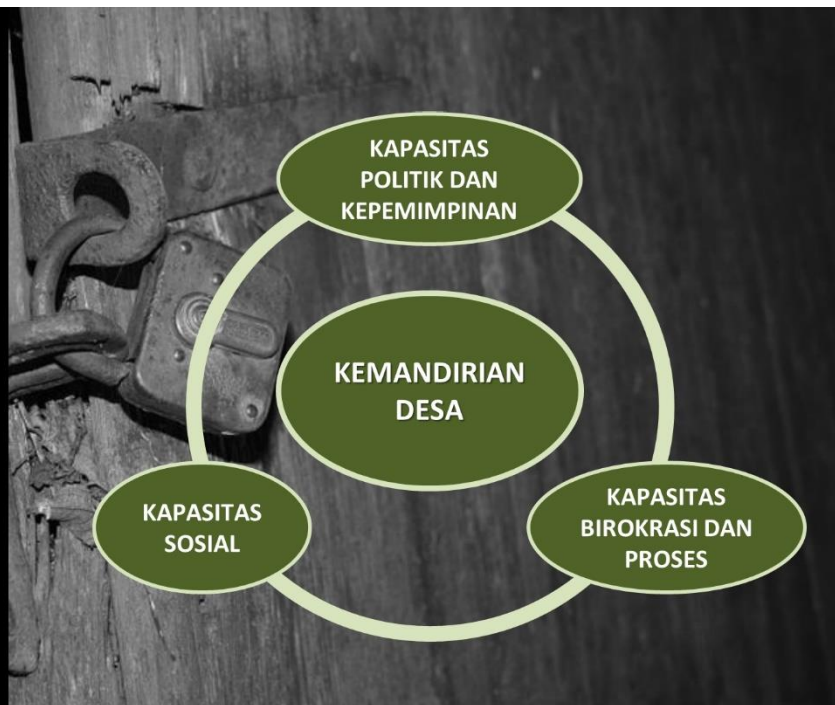 KAPASITAS
POLITIK DAN
KEPEMIMPINAN
KEMANDIRIAN
DESA
KAPASITAS
SOSIAL
KAPASITAS
BIROKRASI DAN
PROSES